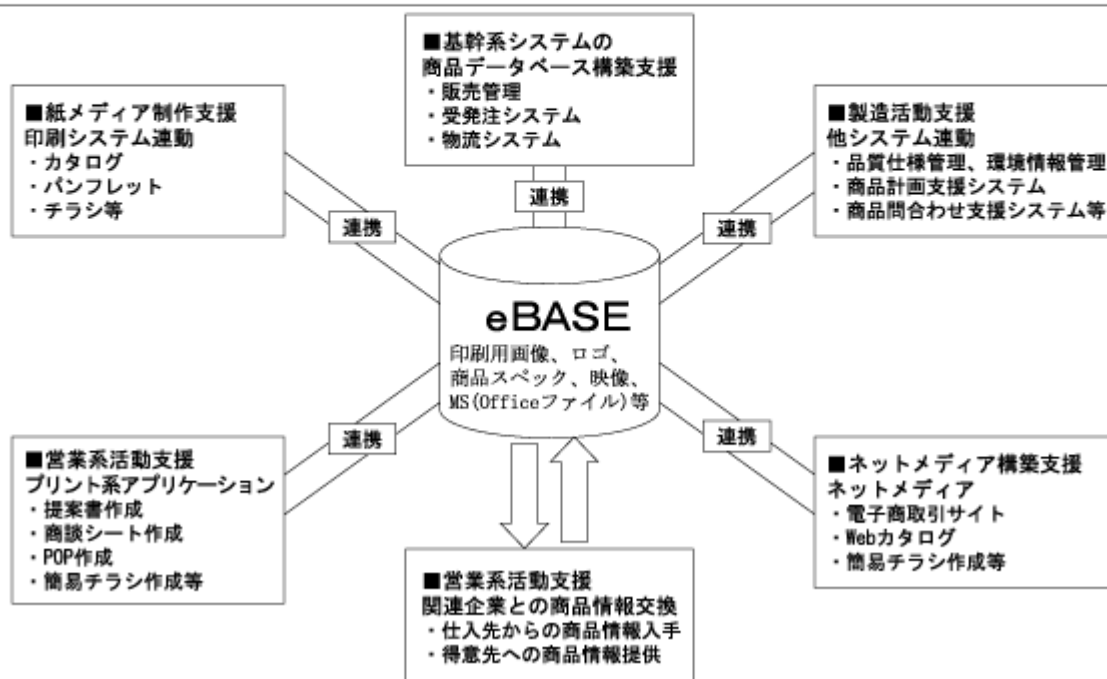 ■基幹系システムの
商品データベース構築支援
・販売管理
・受発注システム
・物流システム
■紙メディア制作支援
印刷システム連動
・カタログ
・パンフレット
・チラシ等
■製造活動支援
他システム連動
・品質仕様管理、環境情報管理
・商品計画支援システム
・商品問合わせ支援システム等
連携
連携
連携
eBASE
印刷用画像、ロゴ、
商品スペック、映像、
MS(Officeファイル)等
連携
連携
■営業系活動支援
プリント系アプリケーション
・提案書作成
・商談シート作成
・POP作成
・簡易チラシ作成等
■ネットメディア構築支援
ネットメディア
・電子商取引サイト
・Webカタログ
・簡易チラシ作成等
■営業系活動支援
関連企業との商品情報交換
・仕入先からの商品情報入手
・得意先への商品情報提供